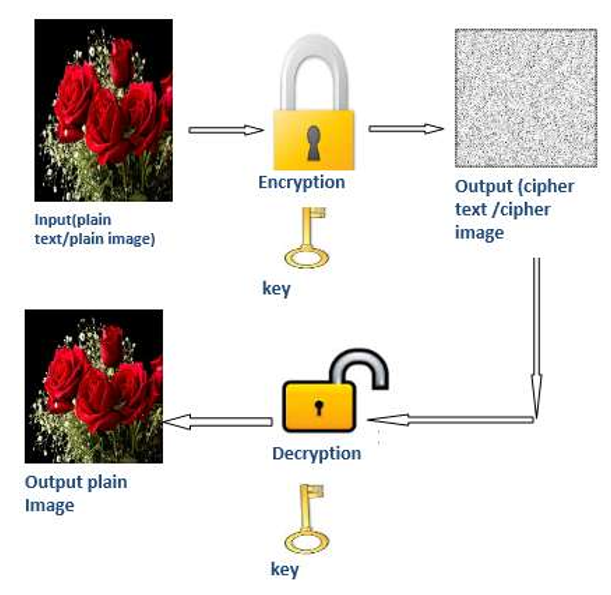 Encryption
Input(plain
text/plain image)
Output (cipher
text /cipher
image
key
Decryption
Output plain
Image
key